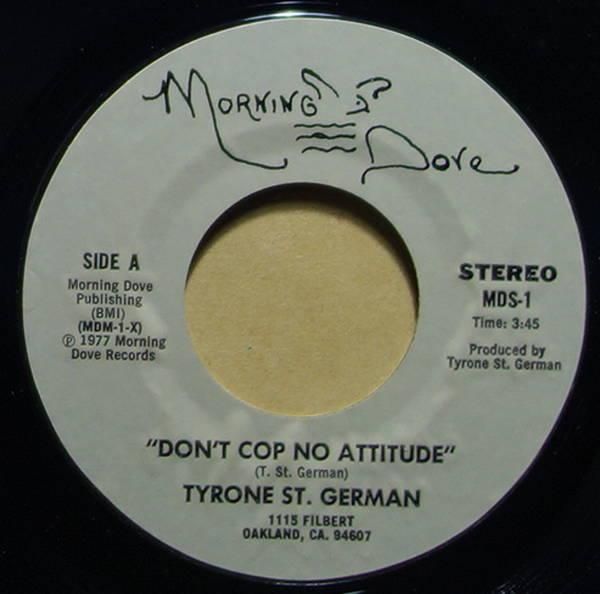 MORNING
Dove
SIDE A
Morning Dove
Publishing
(BMI)
(MDM-1-X)
℗ 1977 Morning
Dove Records
STEREO
MDS-1
Time: 3:45
Produced by
Tyrone St. German
"DON'T COP NO ATTITUDE"
(T. St. German)
TYRONE ST. GERMAN
1115 FILBERT
OAKLAND, CA. 94607